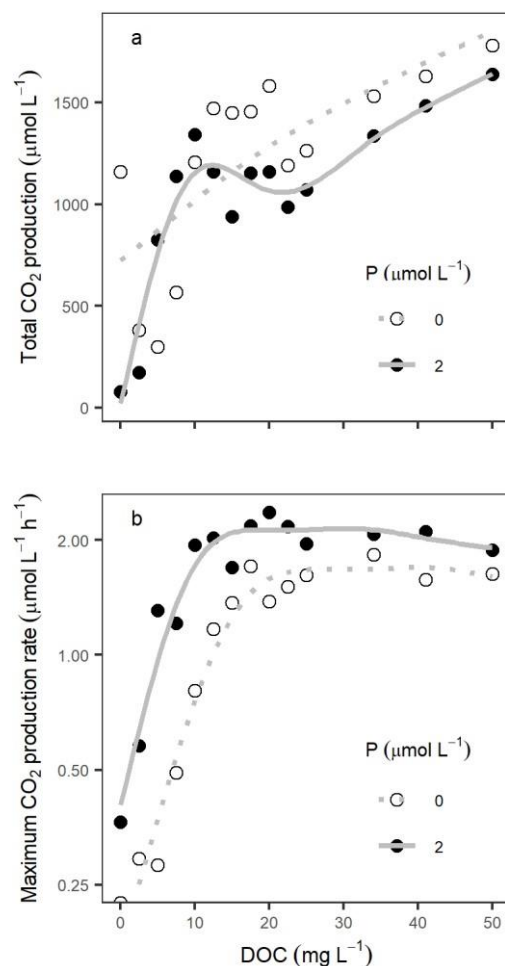 a
Total CO₂ production (μmol L⁻¹)
1500
1000
500
0
P (μmol L⁻¹)
0
2
b
Maximum CO₂ production rate (μmol L⁻¹ h⁻¹)
2.00
1.00
0.50
0.25
P (μmol L⁻¹)
0
2
0 10 20 30 40 50
DOC (mg L⁻¹)